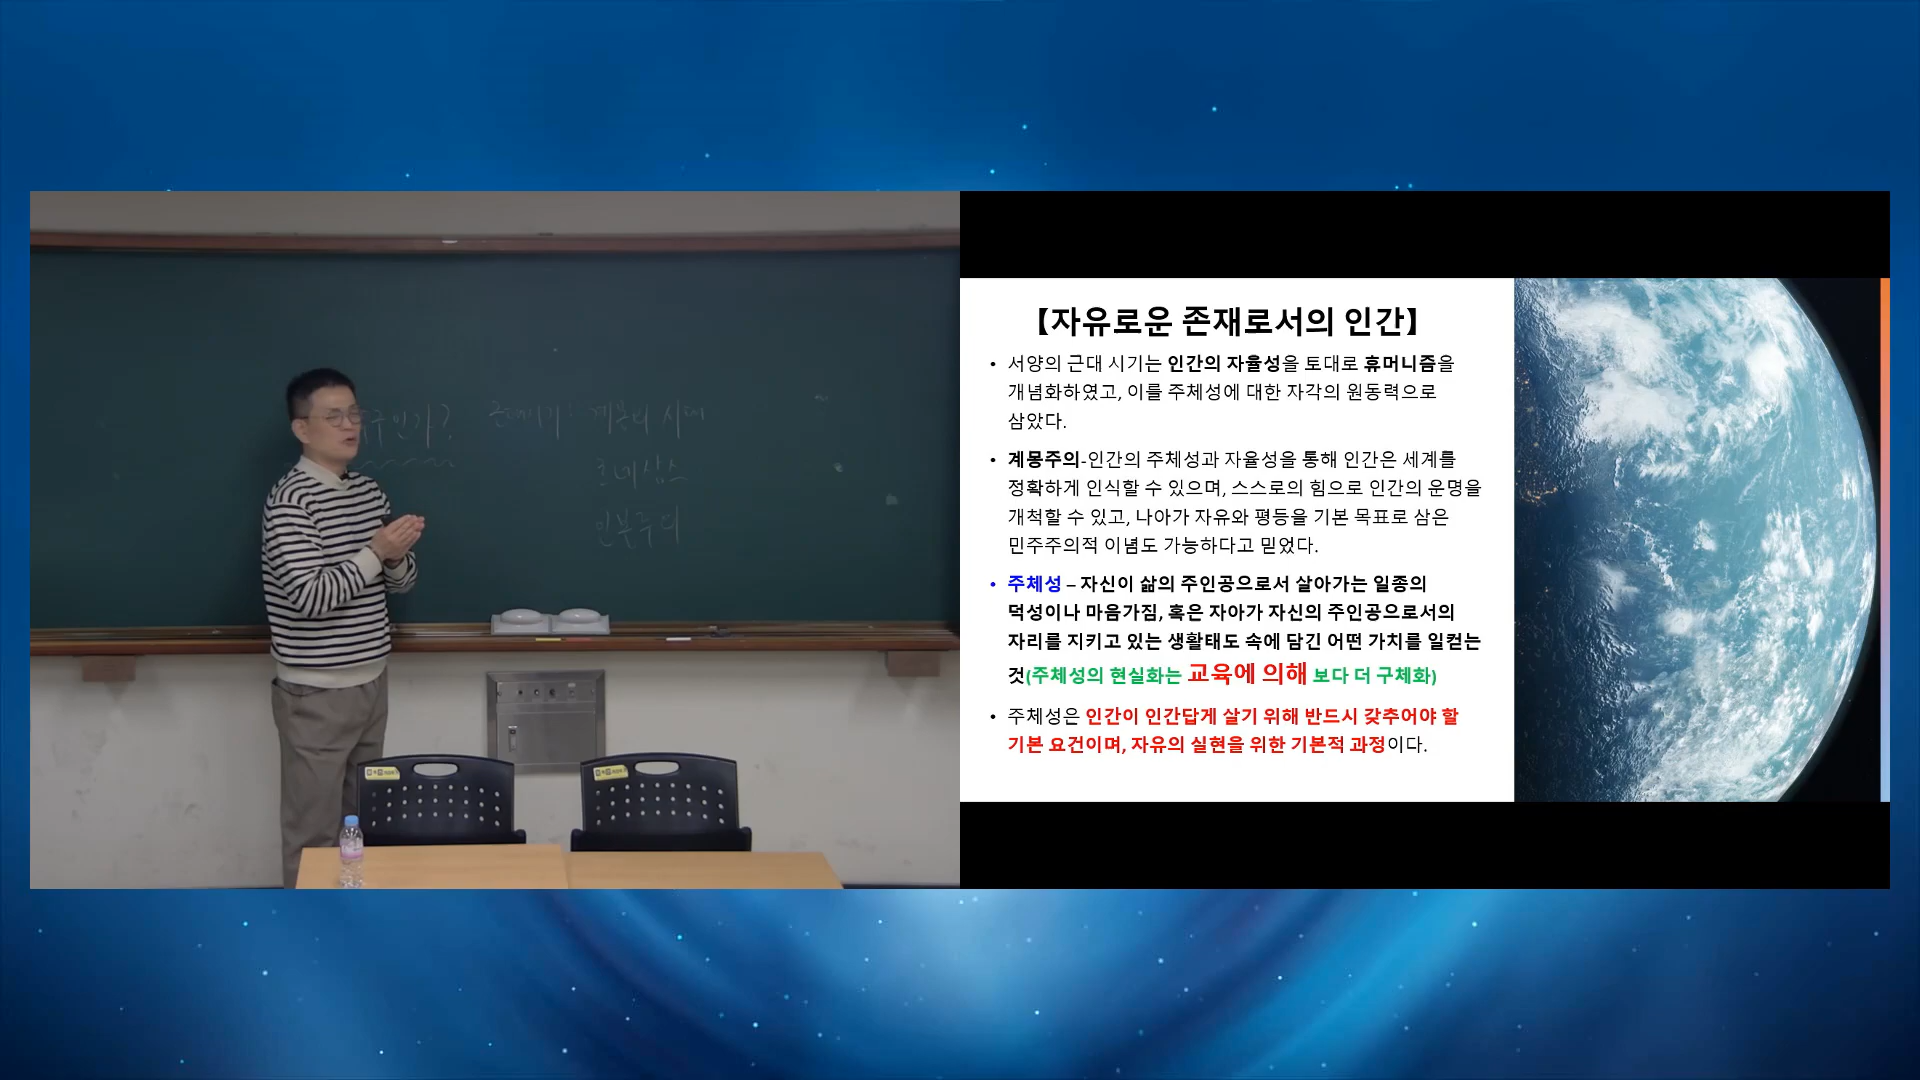 구인가?
근대시기: 계몽의 시대
르네상스
인본주의
【자유로운 존재로서의 인간】
• 서양의 근대 시기는 인간의 자율성을 토대로 휴머니즘을
개념화하였고, 이를 주체성에 대한 자각의 원동력으로
삼았다.
• 계몽주의-인간의 주체성과 자율성을 통해 인간은 세계를
정확하게 인식할 수 있으며, 스스로의 힘으로 인간의 운명을
개척할 수 있고, 나아가 자유와 평등을 기본 목표로 삼은
민주주의적 이념도 가능하다고 믿었다.
• 주체성 – 자신이 삶의 주인공으로서 살아가는 일종의
덕성이나 마음가짐, 혹은 자아가 자신의 주인공으로서의
자리를 지키고 있는 생활태도 속에 담긴 어떤 가치를 일컫는
것(주체성의 현실화는 교육에 의해 보다 더 구체화)
• 주체성은 인간이 인간답게 살기 위해 반드시 갖추어야 할
기본 요건이며, 자유의 실현을 위한 기본적 과정이다.